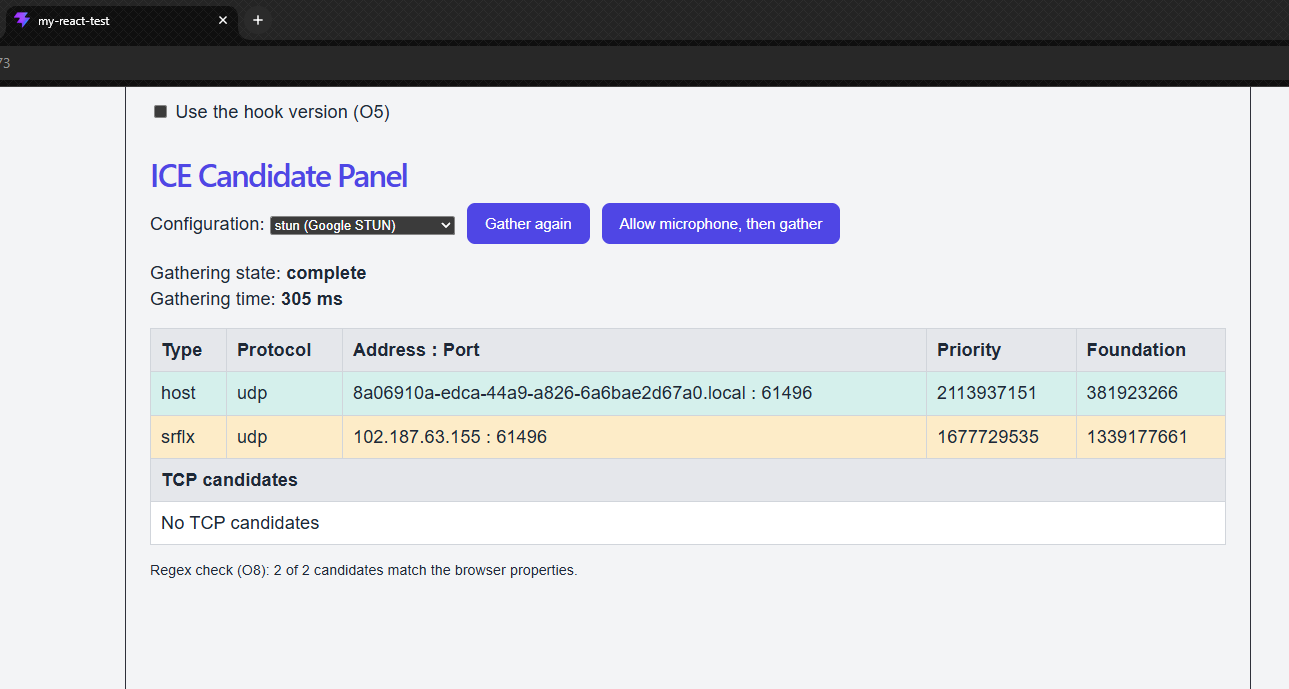 my-react-test
73
Use the hook version (O5)
ICE Candidate Panel
Configuration: stun (Google STUN) Gather again Allow microphone, then gather
Gathering state: complete
Gathering time: 305 ms
Type Protocol Address : Port Priority Foundation
host udp 8a06910a-edca-44a9-a826-6a6bae2d67a0.local : 61496 2113937151 381923266
srflx udp 102.187.63.155 : 61496 1677729535 1339177661
TCP candidates
No TCP candidates
Regex check (O8): 2 of 2 candidates match the browser properties.